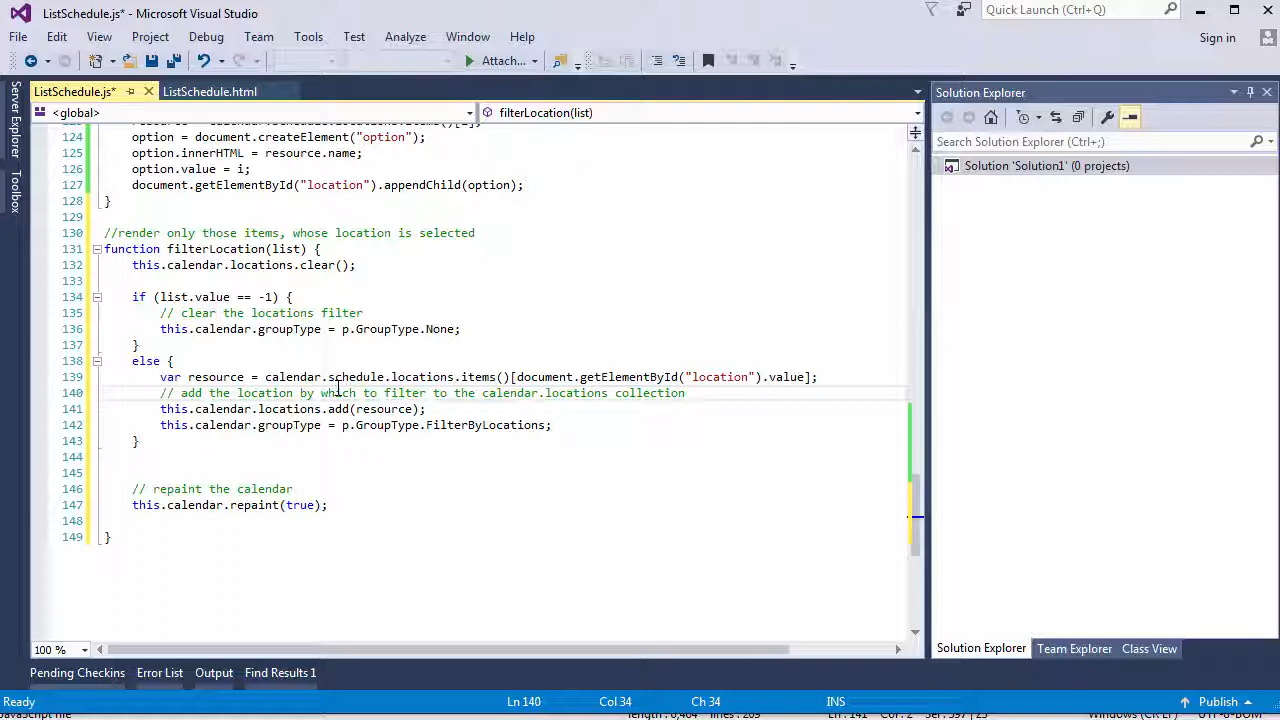 ListSchedule.js* - Microsoft Visual Studio
Quick Launch (Ctrl+Q)
File Edit View Project Debug Team Tools Test Analyze Window Help
Sign in
Attach...
Server Explorer
Toolbox
ListSchedule.js*
ListSchedule.html
<global>
filterLocation(list)
124 option = document.createElement("option");
125 option.innerHTML = resource.name;
126 option.value = i;
127 document.getElementById("location").appendChild(option);
128 }
129
130 //render only those items, whose location is selected
131 function filterLocation(list) {
132 this.calendar.locations.clear();
133
134 if (list.value == -1) {
135 // clear the locations filter
136 this.calendar.groupType = p.GroupType.None;
137 }
138 else {
139 var resource = calendar.schedule.locations.items()[document.getElementById("location").value];
140 // add the location by which to filter to the calendar.locations collection
141 this.calendar.locations.add(resource);
142 this.calendar.groupType = p.GroupType.FilterByLocations;
143 }
144
145
146 // repaint the calendar
147 this.calendar.repaint(true);
148
149 }
100 %
Solution Explorer
Search Solution Explorer (Ctrl+;)
Solution 'Solution1' (0 projects)
Solution Explorer Team Explorer Class View
Pending Checkins Error List Output Find Results 1
Ready Ln 140 Col 34 Ch 34 INS Publish